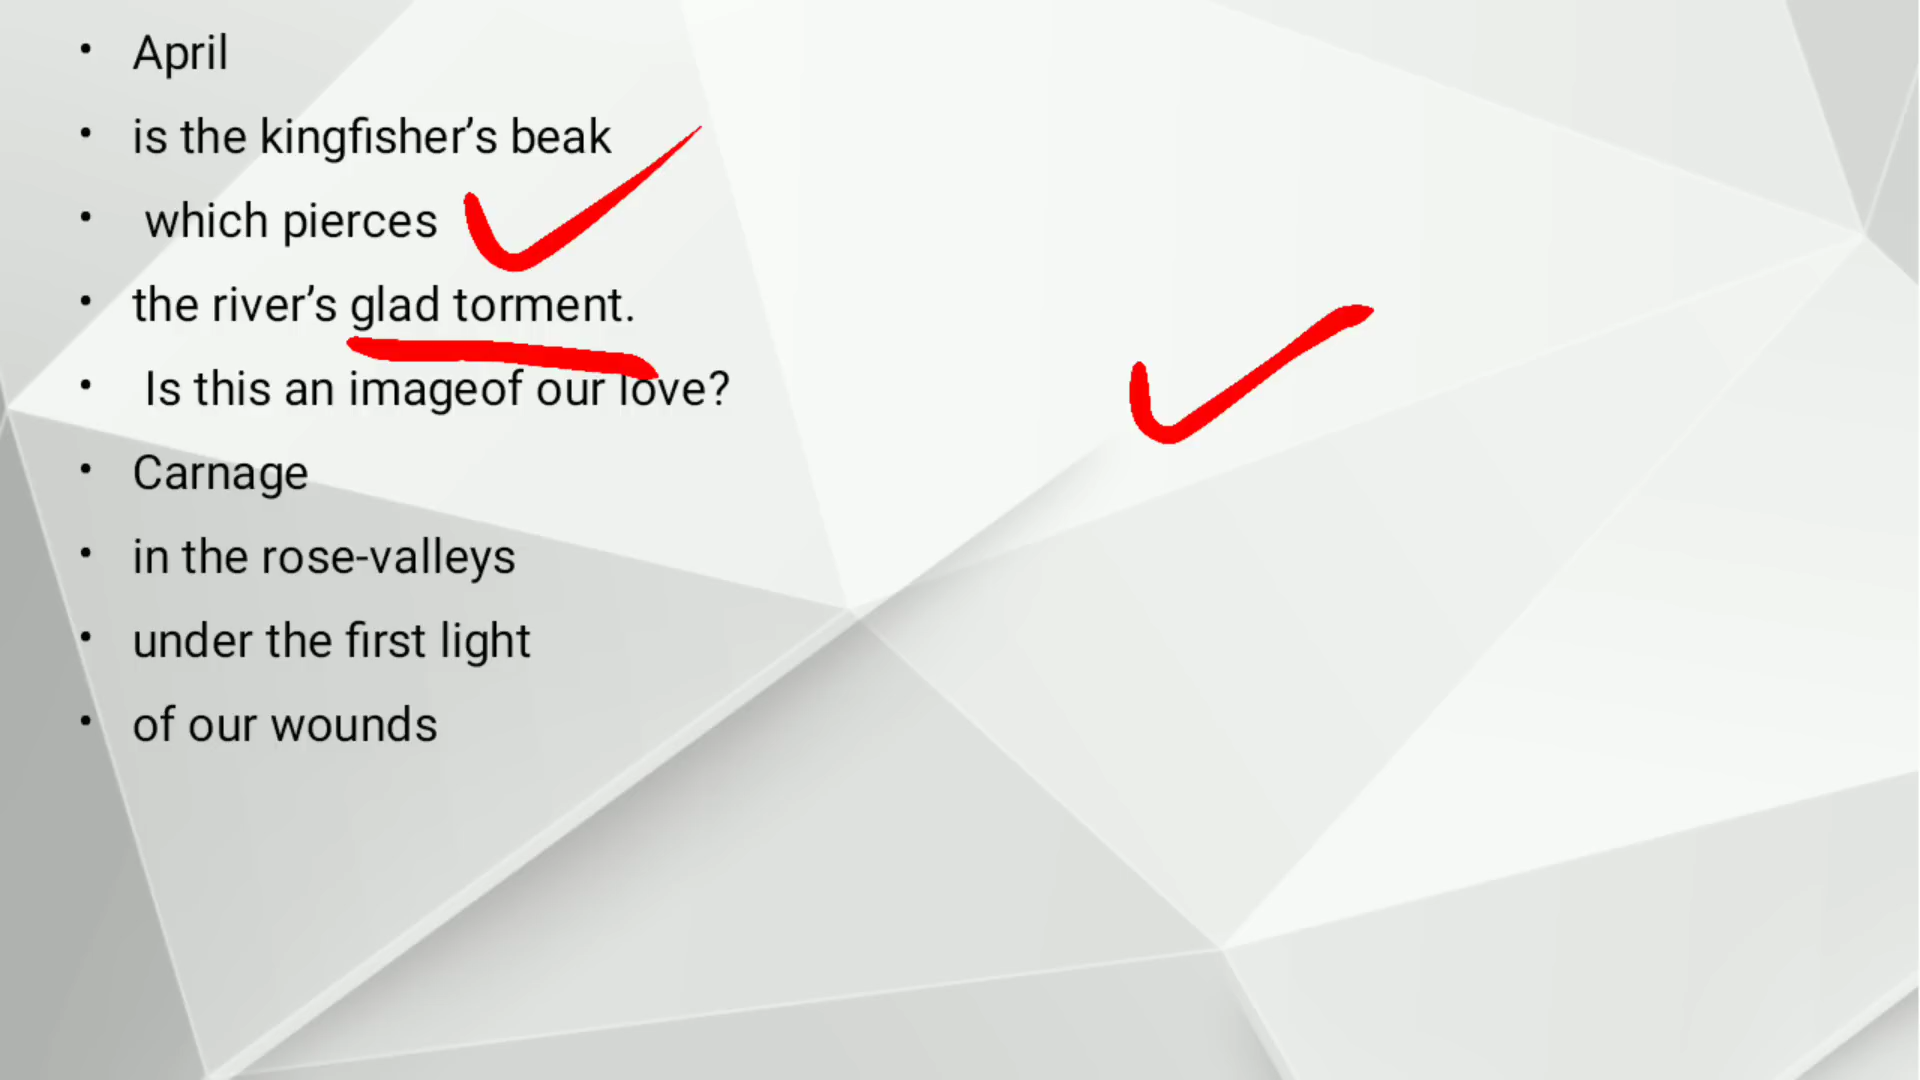 • April
• is the kingfisher’s beak
• which pierces
• the river’s glad torment.
• Is this an imageof our love?
• Carnage
• in the rose-valleys
• under the first light
• of our wounds